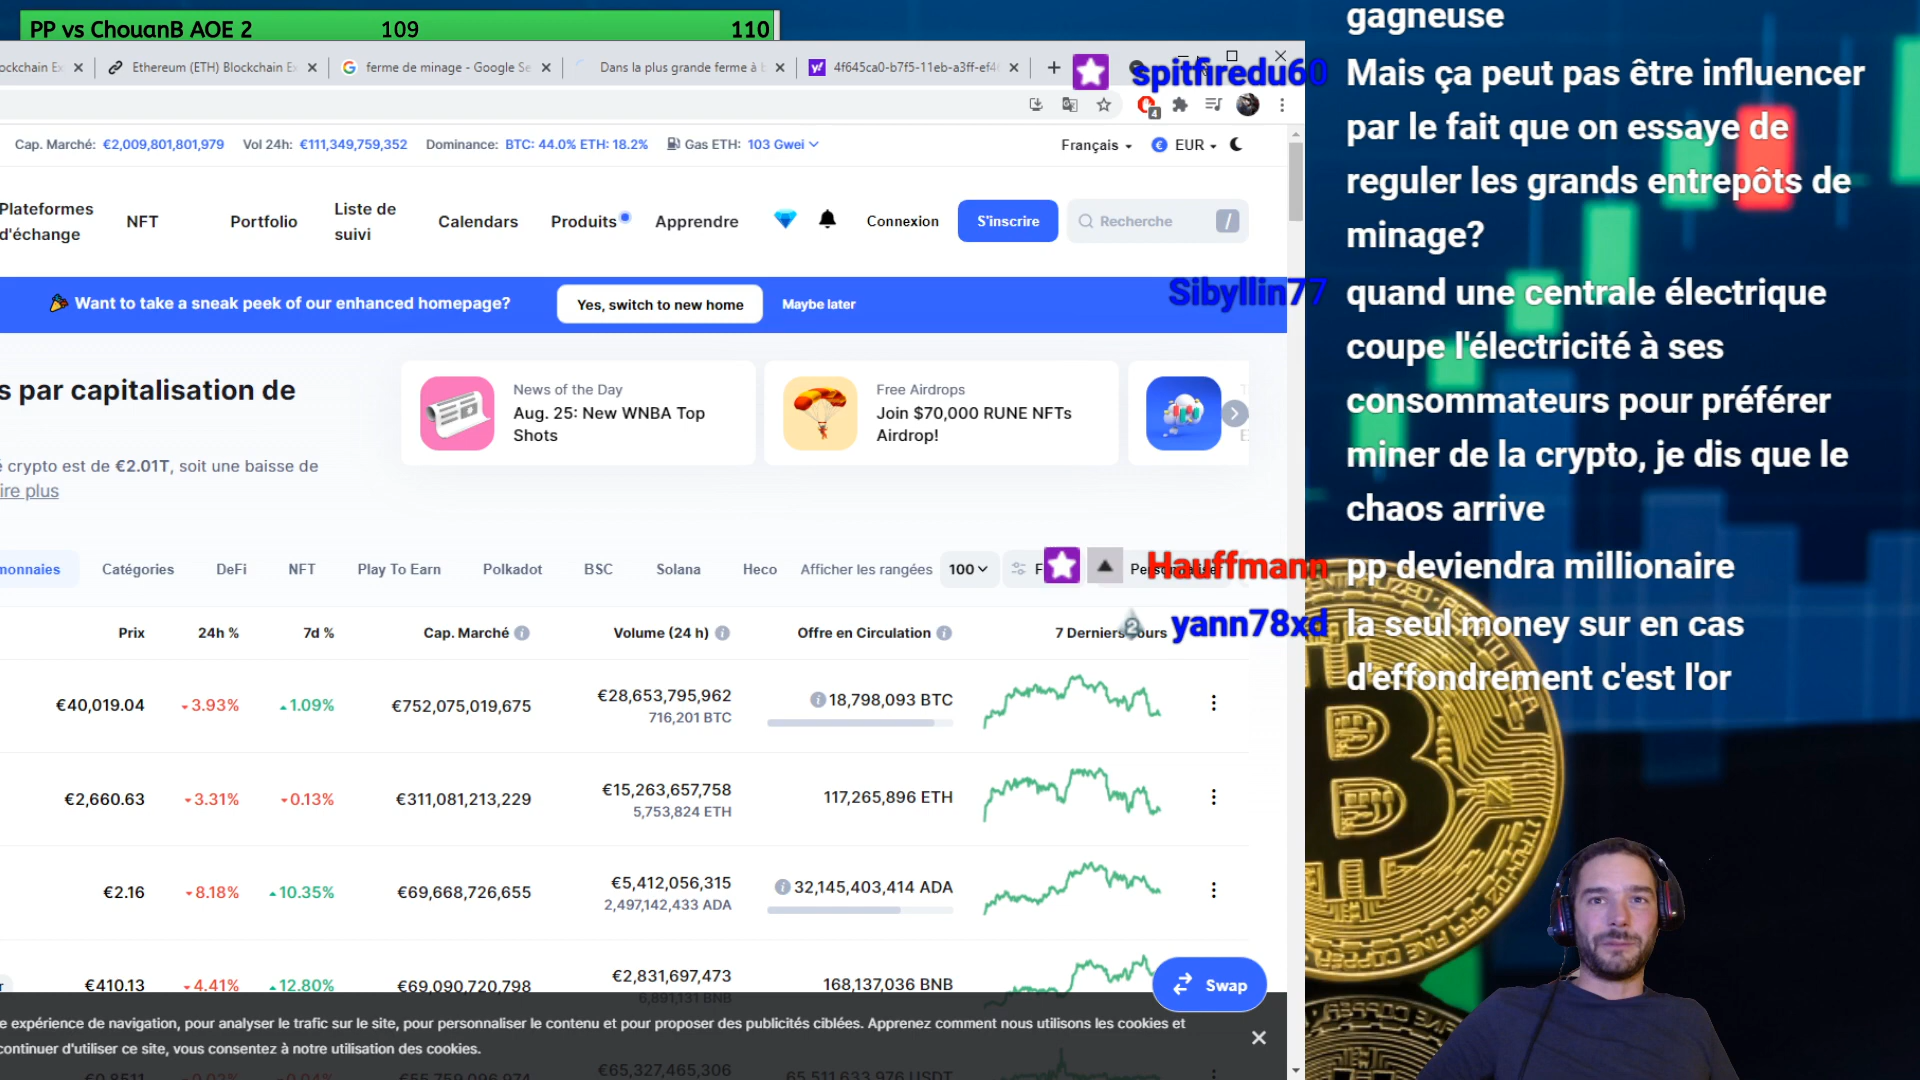 PP vs ChouanB AOE 2 109 110
ockchain Ex
Ethereum (ETH) Blockchain Ex
ferme de minage - Google Se
Dans la plus grande ferme à b
4f645ca0-b7f5-11eb-a3ff-ef4
4
Cap. Marché: €2,009,801,801,979 Vol 24h: €111,349,759,352 Dominance: BTC: 44.0% ETH: 18.2% Gas ETH: 103 Gwei
Français EUR
Plateformes
d'échange
NFT
Portfolio
Liste de
suivi
Calendars
Produits
Apprendre
Connexion
S'inscrire
Recherche /
Want to take a sneak peek of our enhanced homepage?
Yes, switch to new home
Maybe later
s par capitalisation de
é crypto est de €2.01T, soit une baisse de
ire plus
News of the Day
Aug. 25: New WNBA Top
Shots
Free Airdrops
Join $70,000 RUNE NFTs
Airdrop!
monnaies Catégories DeFi NFT Play To Earn Polkadot BSC Solana Heco Afficher les rangées 100 F
Prix 24h % 7d % Cap. Marché Volume (24 h) Offre en Circulation 7 Derniers Jours
€40,019.04 3.93% 1.09% €752,075,019,675 €28,653,795,962 18,798,093 BTC
716,201 BTC
€2,660.63 3.31% 0.13% €311,081,213,229 €15,263,657,758 117,265,896 ETH
5,753,824 ETH
€2.16 8.18% 10.35% €69,668,726,655 €5,412,056,315 32,145,403,414 ADA
2,497,142,433 ADA
r €410.13 4.41% 12.80% €69,090,720,798 €2,831,697,473 168,137,036 BNB
6,891,131 BNB
Swap
e expérience de navigation, pour analyser le trafic sur le site, pour personnaliser le contenu et pour proposer des publicités ciblées. Apprenez comment nous utilisons les cookies et
continuer d'utiliser ce site, vous consentez à notre utilisation des cookies.
€65,327,465,306
gagneuse
spitfiredu60 Mais ça peut pas être influencer
par le fait que on essaye de
reguler les grands entrepôts de
minage?
Sibyllin77 quand une centrale électrique
coupe l'électricité à ses
consommateurs pour préférer
miner de la crypto, je dis que le
chaos arrive
Hauffmann pp deviendra millionaire
2 yann78xd la seul money sur en cas
d'effondrement c'est l'or